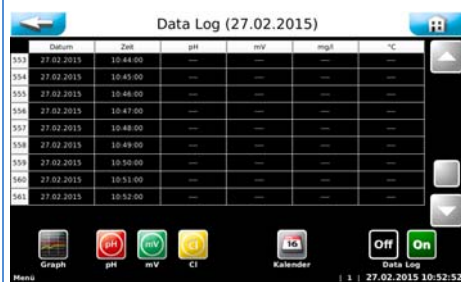 Data Log (27.02.2015)
Datum Zeit pH mV mg/l °C
553 27.02.2015 10:44:00 — — — —
554 27.02.2015 10:45:00 — — — —
555 27.02.2015 10:46:00 — — — —
556 27.02.2015 10:47:00 — — — —
557 27.02.2015 10:48:00 — — — —
558 27.02.2015 10:49:00 — — — —
559 27.02.2015 10:50:00 — — — —
560 27.02.2015 10:51:00 — — — —
561 27.02.2015 10:52:00 — — — —
pH mV Cl 16 Off On
Graph pH mV Cl Kalender Data Log
Menü | 1 | 27.02.2015 10:52:52